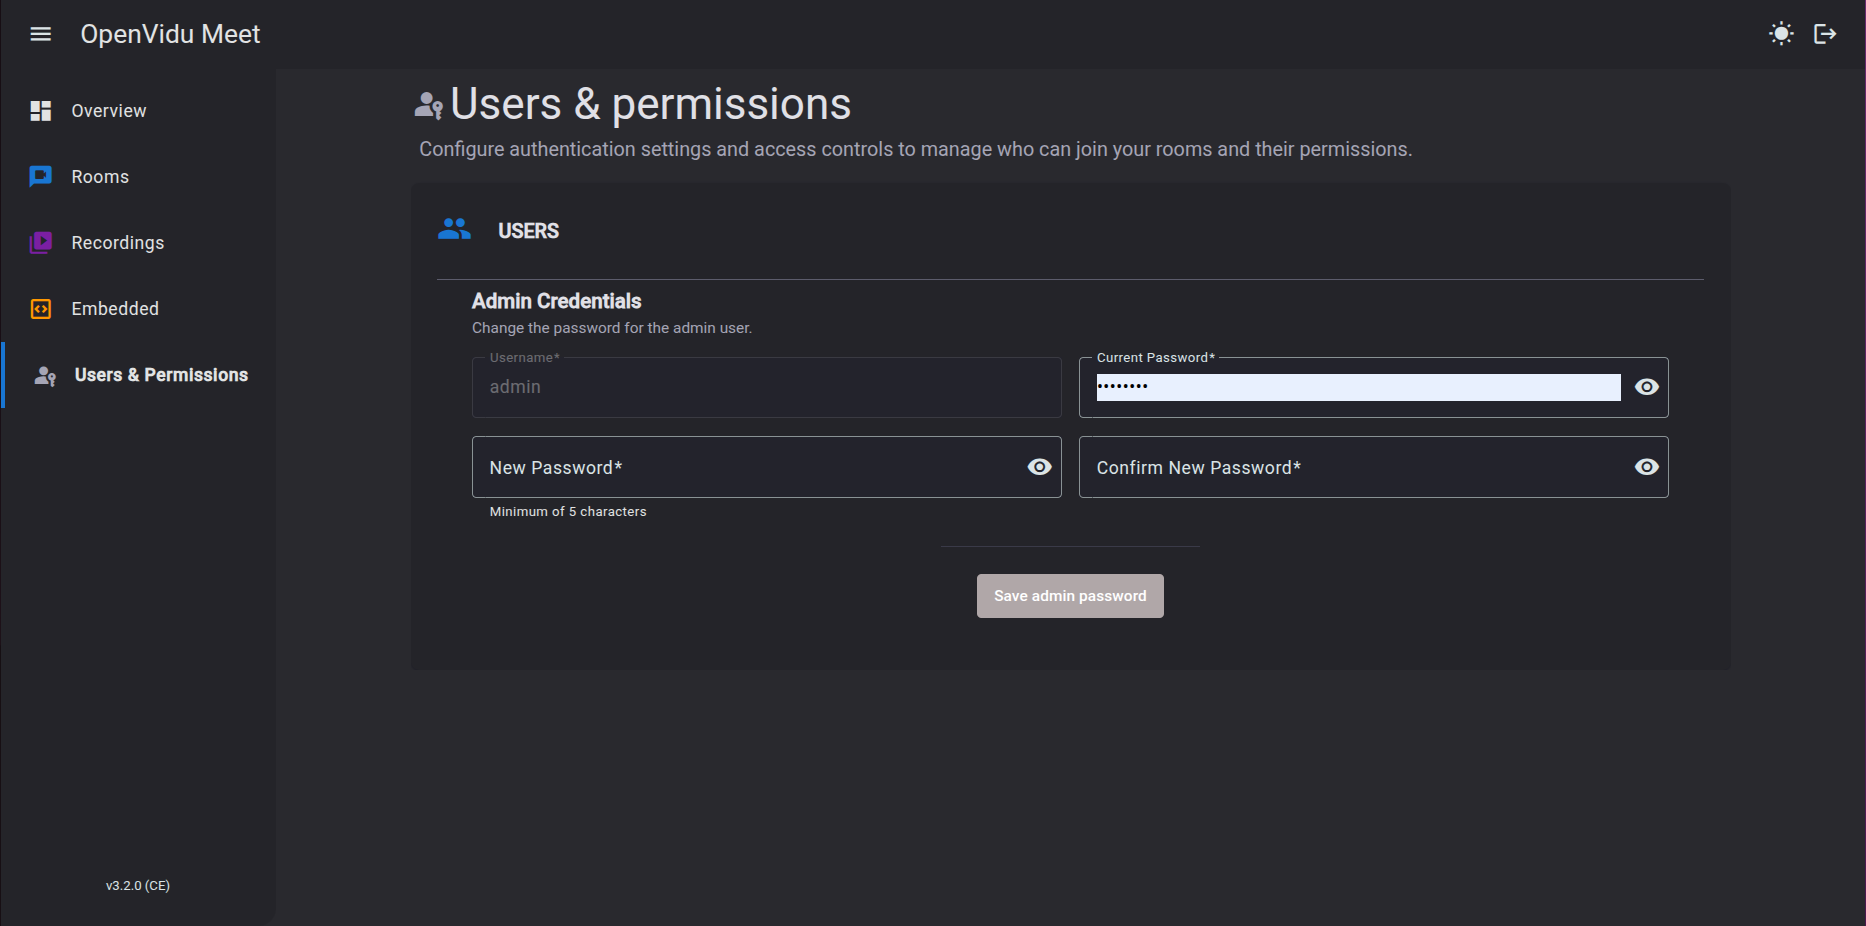 OpenVidu Meet
Overview
Rooms
Recordings
Embedded
Users & Permissions
v3.2.0 (CE)
Users & permissions
Configure authentication settings and access controls to manage who can join your rooms and their permissions.
USERS
Admin Credentials
Change the password for the admin user.
Username*
admin
Current Password*
••••••••
New Password*
Confirm New Password*
Minimum of 5 characters
Save admin password